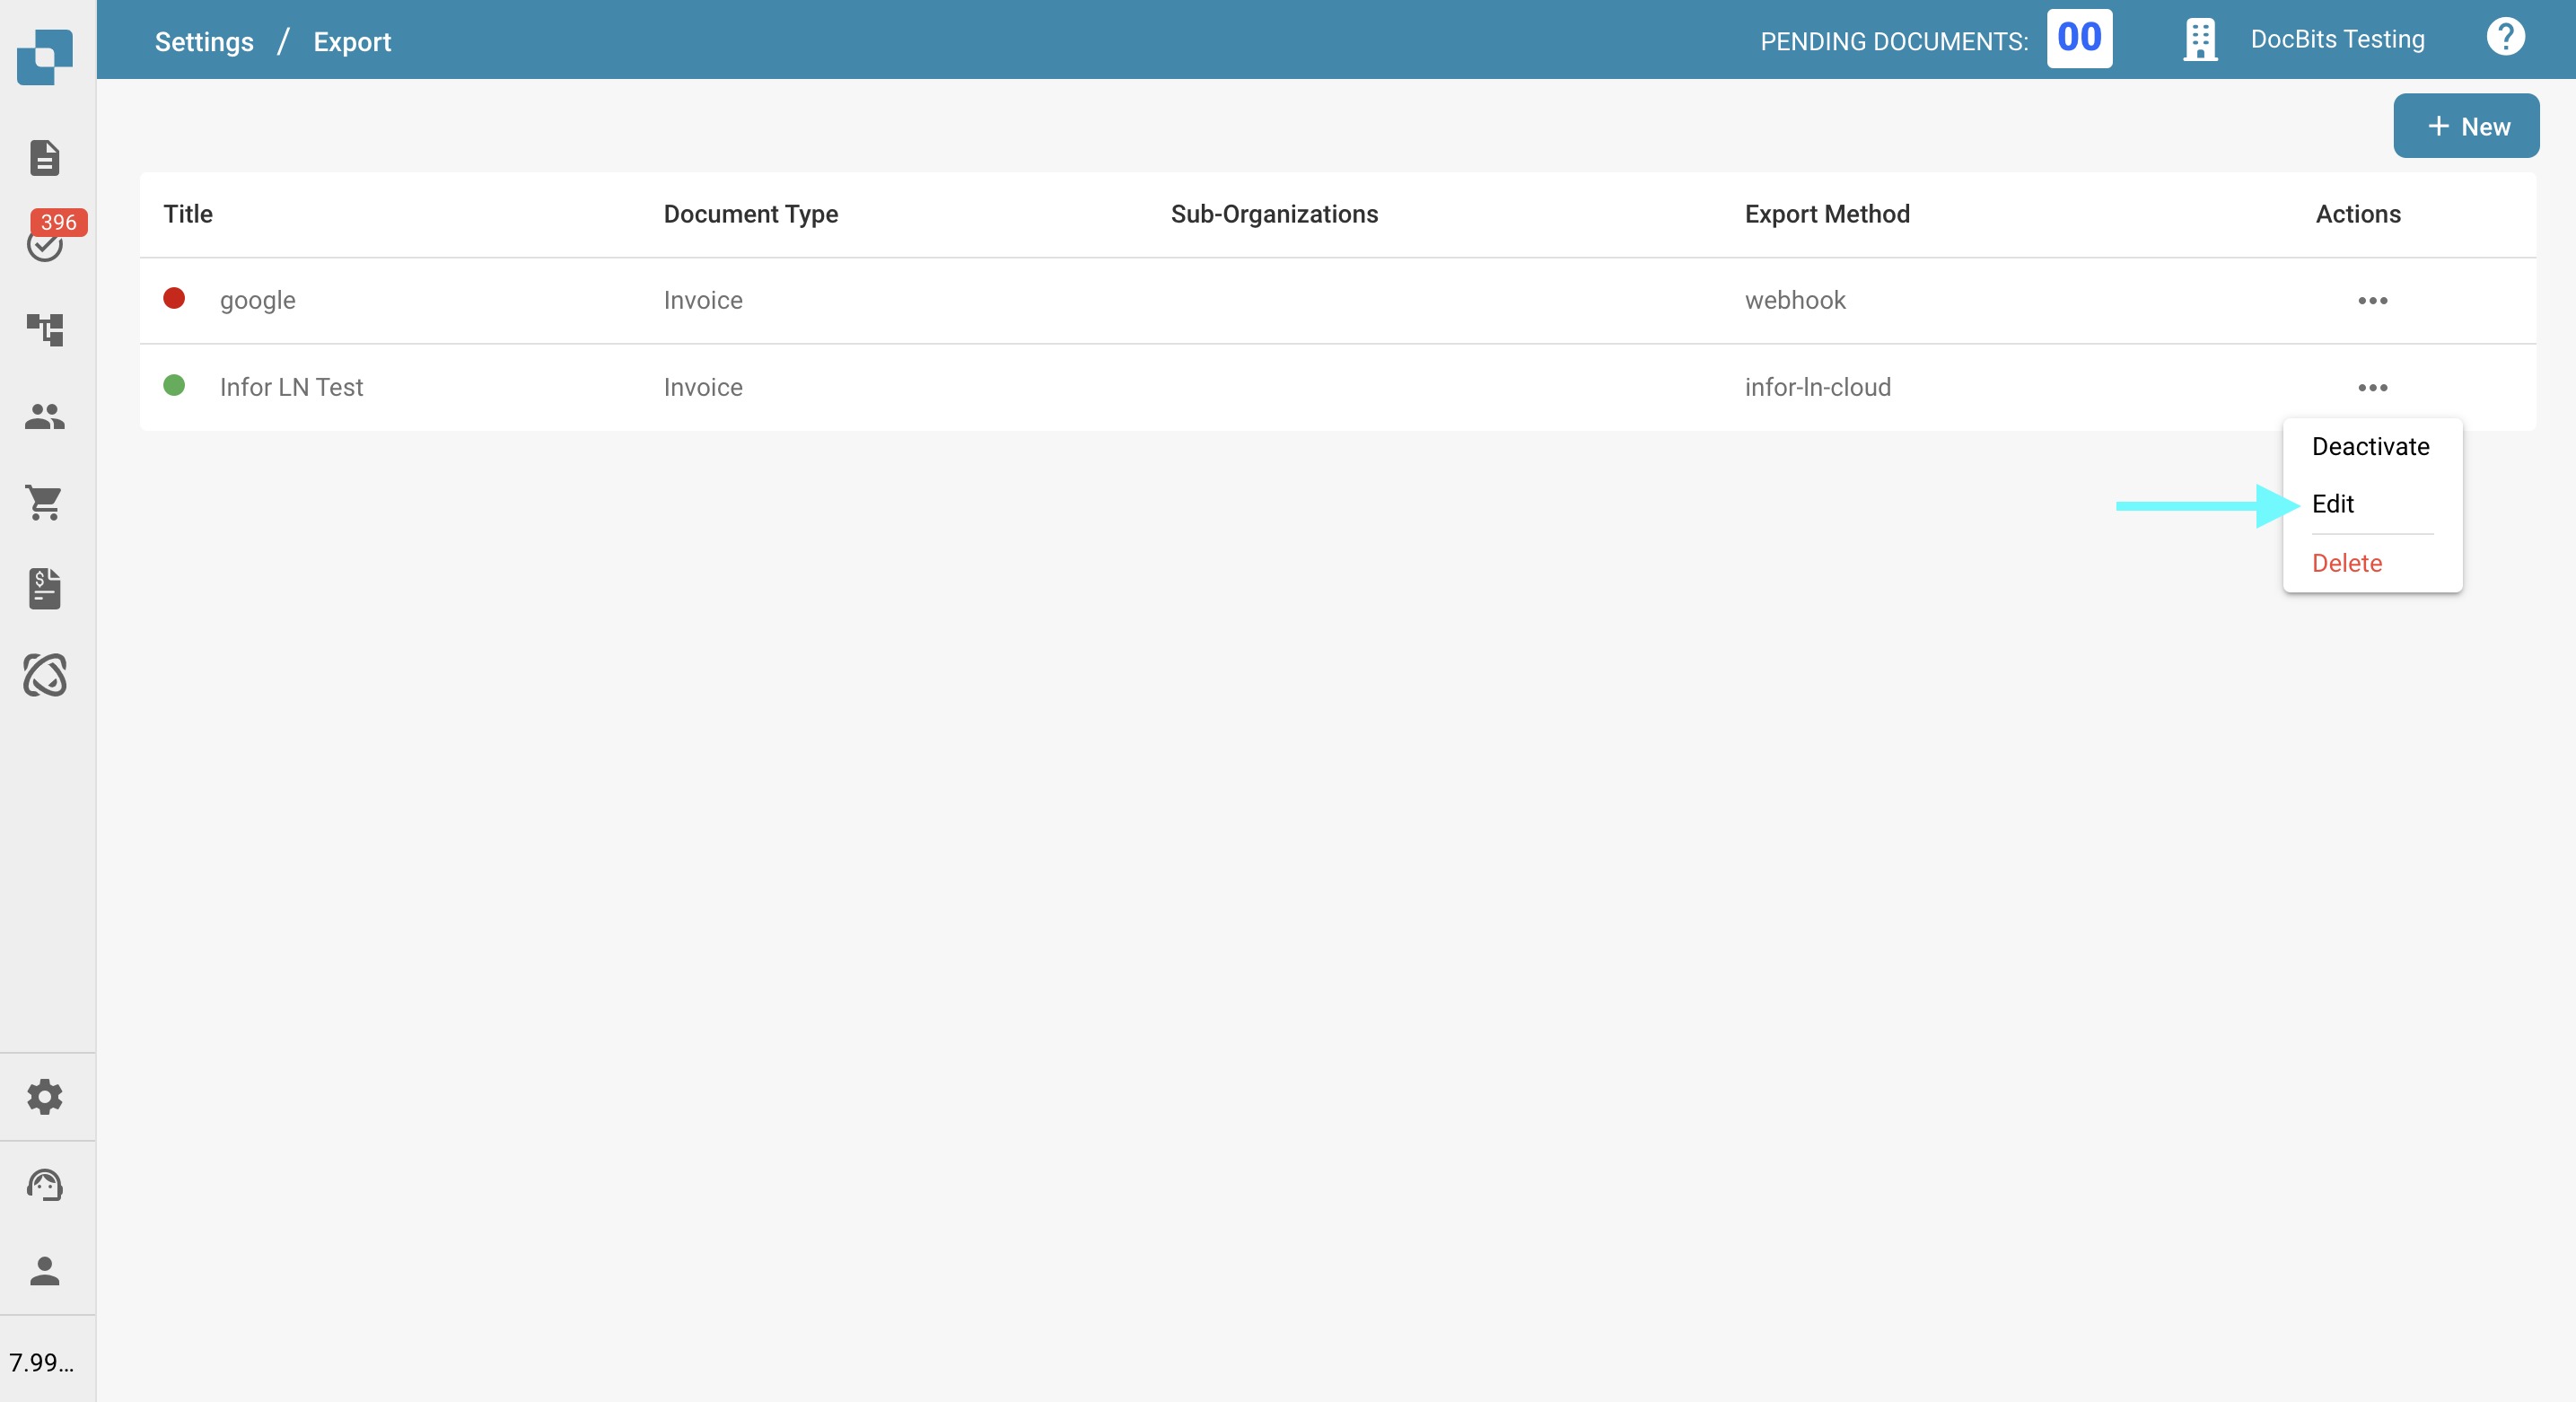 Settings / Export
PENDING DOCUMENTS: 00
DocBits Testing
?
+ New
Title Document Type Sub-Organizations Export Method Actions
google Invoice webhook
Infor LN Test Invoice infor-ln-cloud
Deactivate
Edit
Delete
396
$
7.99...